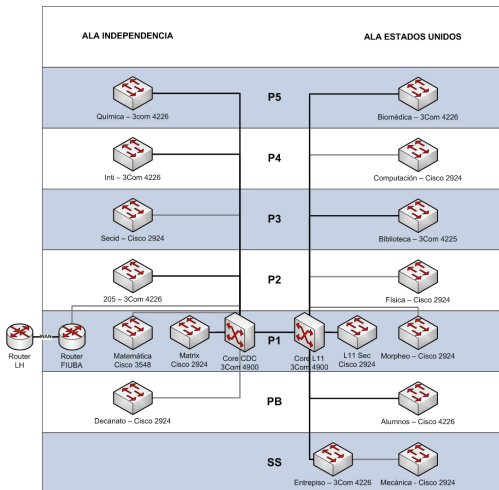 ALA INDEPENDENCIA
ALA ESTADOS UNIDOS
P5
Química – 3com 4226
Biomédica – 3Com 4226
P4
Inti – 3Com 4226
Computación – Cisco 2924
P3
Secid – Cisco 2924
Biblioteca – 3Com 4225
P2
205 – 3Com 4226
Física – Cisco 2924
WAN
P1
Router
LH
Router
FIUBA
Matemática
Cisco 3548
Matrix
Cisco 2924
Core CDC
3Com 4900
Core L11
3Com 4900
L11 Sec
Cisco 2924
Morpheo – Cisco 2924
PB
Decanato – Cisco 2924
Alumnos – Cisco 4226
SS
Entrepiso – 3Com 4226
Mecánica - Cisco 2924